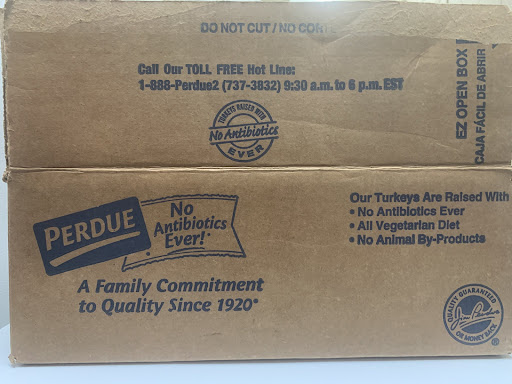 DO NOT CUT / NO
Call Our TOLL FREE Hot Line:
1-888-Perdue2 (737-3832) 9:30 a.m. to 6 p.m. EST
TURKEYS RAISED WITH
No Antibiotics
EVER
EZ OPEN BOX
CAJA FÁCIL DE ABRIR
PERDUE
No
Antibiotics
Ever!
A Family Commitment
to Quality Since 1920®
Our Turkeys Are Raised With
• No Antibiotics Ever
• All Vegetarian Diet
• No Animal By-Products
QUALITY GUARANTEED
Jim Perdue
OR MONEY BACK
®